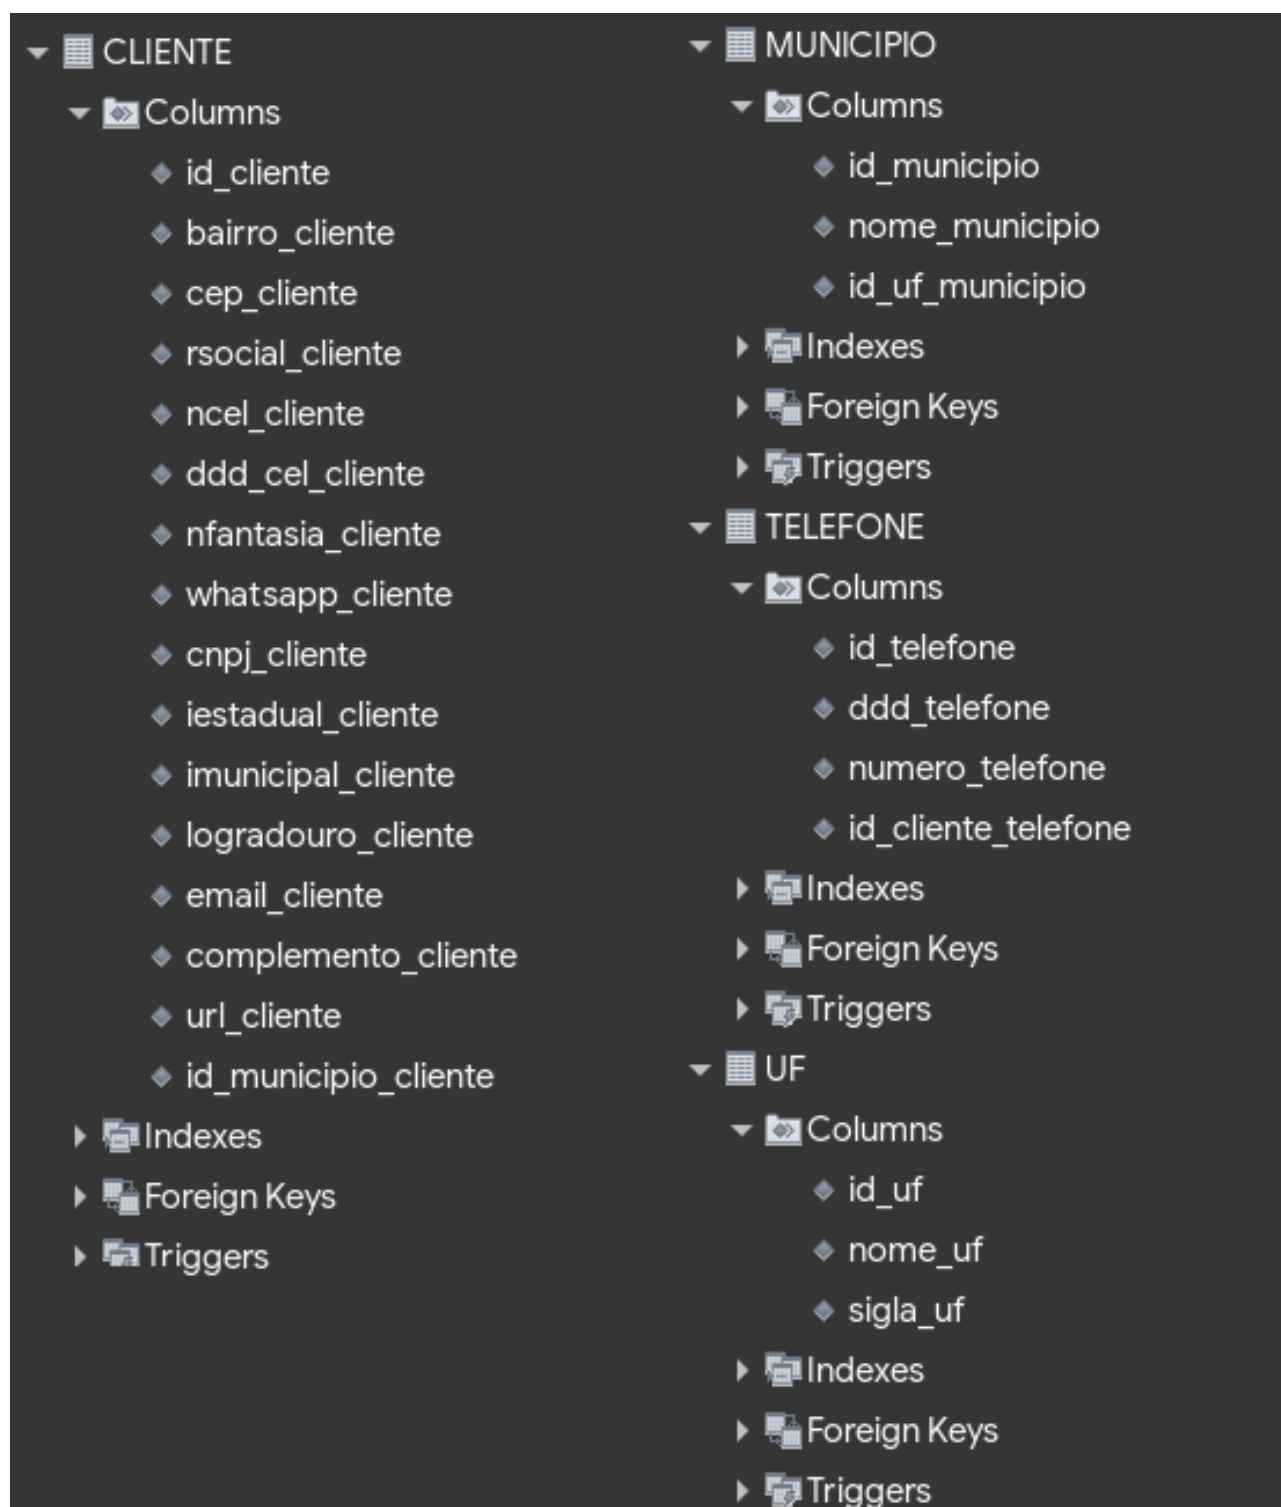 CLIENTE
Columns
id_cliente
bairro_cliente
cep_cliente
rsocial_cliente
ncel_cliente
ddd_cel_cliente
nfantasia_cliente
whatsapp_cliente
cnpj_cliente
iestadual_cliente
imunicipal_cliente
logradouro_cliente
email_cliente
complemento_cliente
url_cliente
id_municipio_cliente
Indexes
Foreign Keys
Triggers
MUNICIPIO
Columns
id_municipio
nome_municipio
id_uf_municipio
Indexes
Foreign Keys
Triggers
TELEFONE
Columns
id_telefone
ddd_telefone
numero_telefone
id_cliente_telefone
Indexes
Foreign Keys
Triggers
UF
Columns
id_uf
nome_uf
sigla_uf
Indexes
Foreign Keys
Triggers